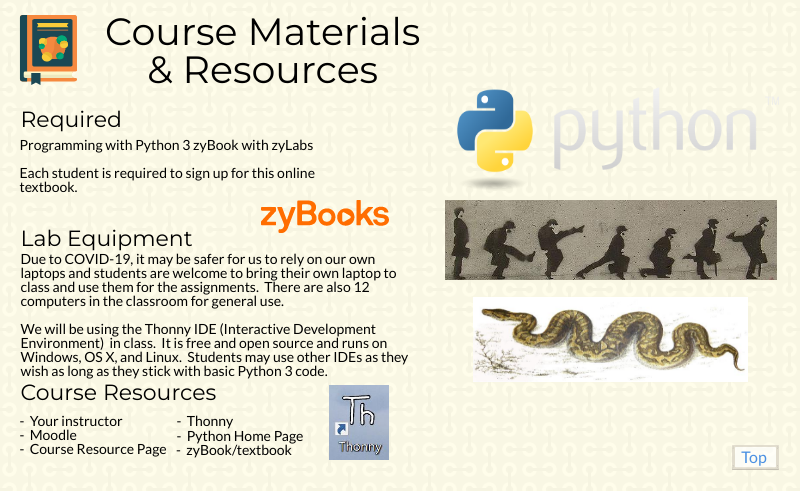 Course Materials
& Resources
Required
Programming with Python 3 zyBook with zyLabs
Each student is required to sign up for this online
textbook.
zyBooks
Lab Equipment
Due to COVID-19, it may be safer for us to rely on our own
laptops and students are welcome to bring their own laptop to
class and use them for the assignments.  There are also 12
computers in the classroom for general use.
We will be using the Thonny IDE (Interactive Development
Environment)  in class.  It is free and open source and runs on
Windows, OS X, and Linux.  Students may use other IDEs as they
wish as long as they stick with basic Python 3 code.
Course Resources
- Your instructor
- Moodle
- Course Resource Page
- Thonny
- Python Home Page
- zyBook/textbook
Th
Thonny
python™
Top